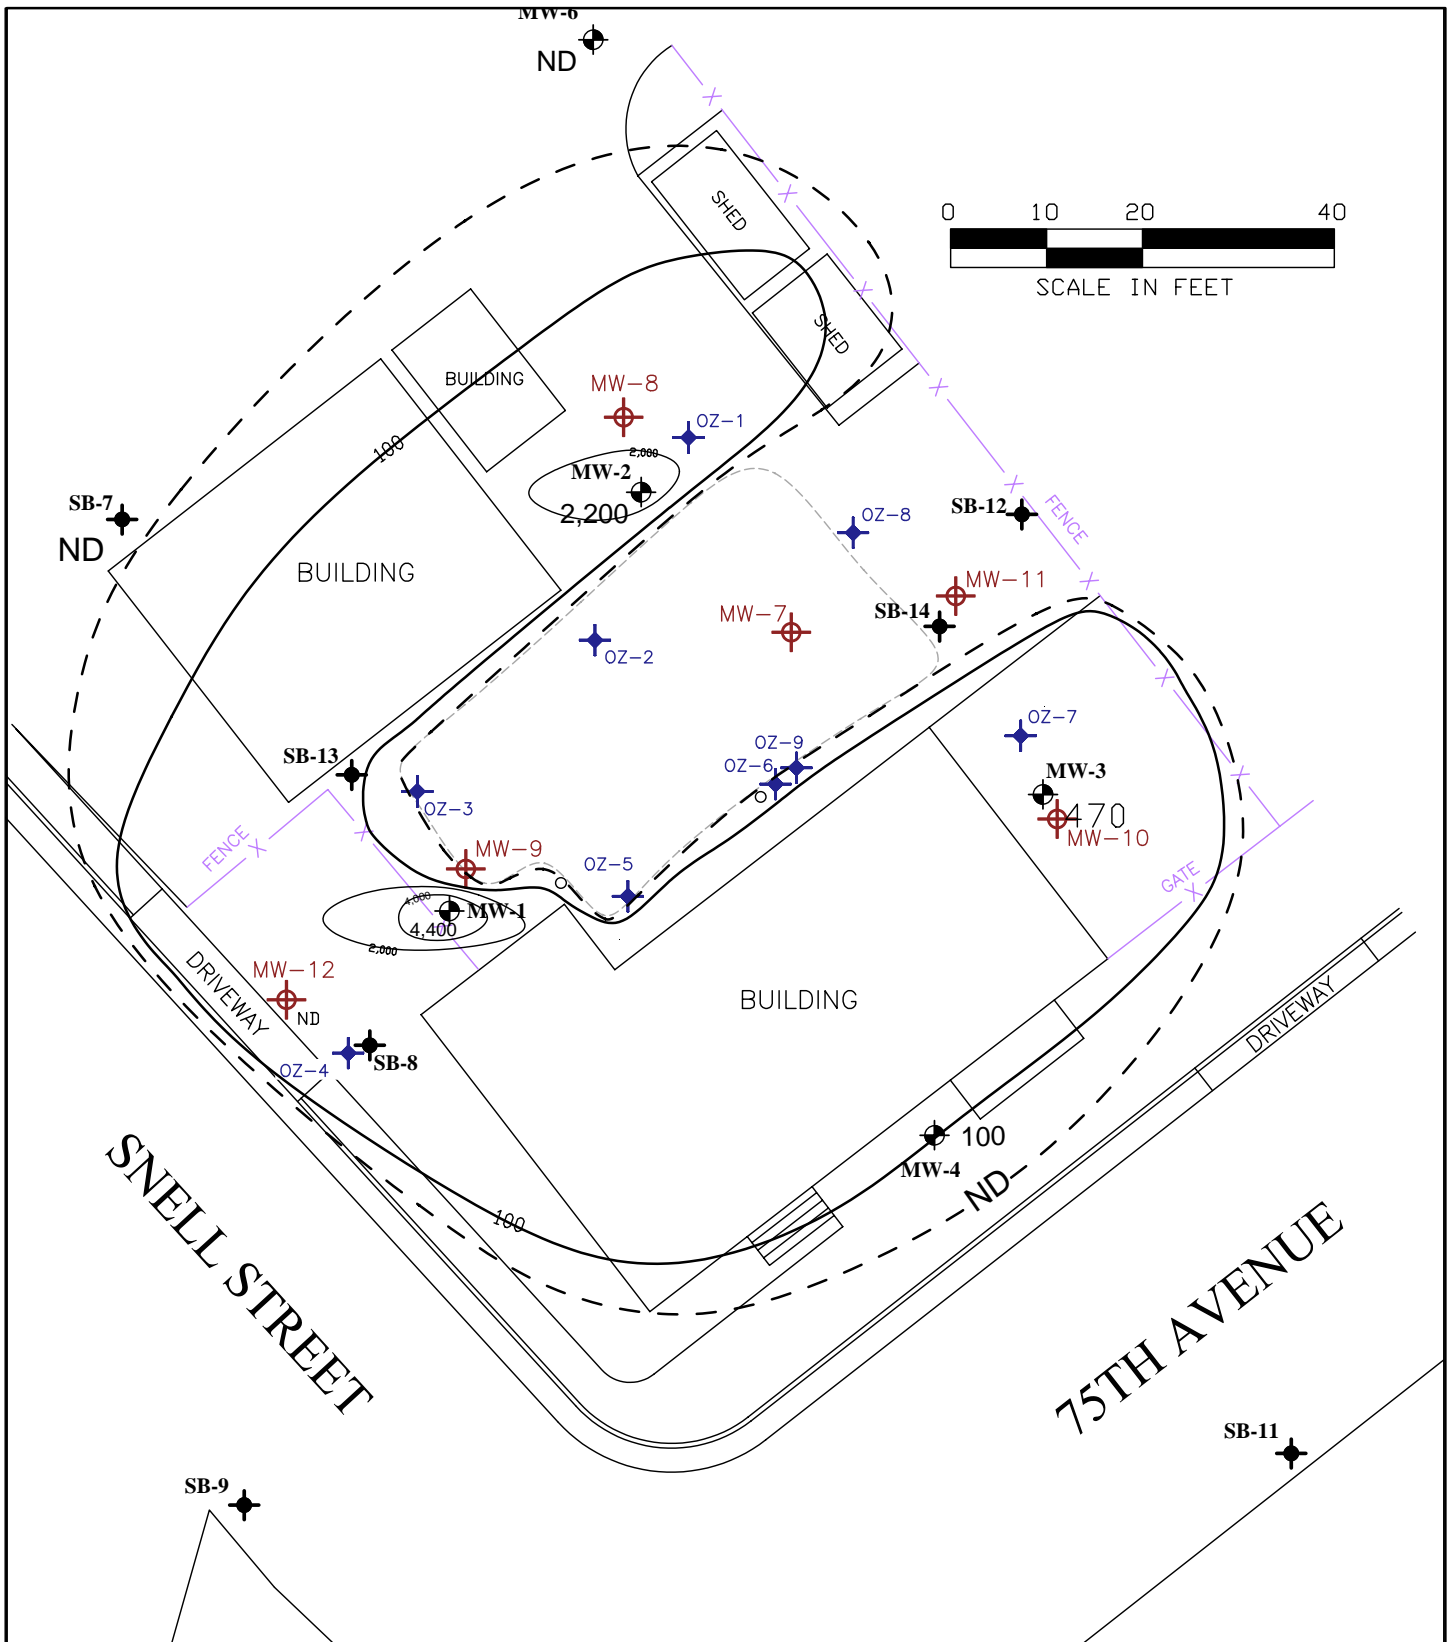 MW-6
ND
X
SHED
X
0 10 20 40
SCALE IN FEET
X
SHED
BUILDING
MW-8
X
OZ-1
100
2,000
MW-2
2,200
X
SB-7
ND
SB-12
FENCE
OZ-8
BUILDING
X
MW-11
SB-14
MW-7
OZ-2
X
OZ-7
SB-13
OZ-9
OZ-6
X
MW-3
470
MW-10
OZ-3
X
FENCE
X
MW-9
OZ-5
GATE
X
4,000
MW-1
4,400
2,000
X
DRIVEWAY
MW-12
ND
BUILDING
DRIVEWAY
SB-8
OZ-4
100
MW-4
ND
100
SNELL STREET
75TH AVENUE
SB-11
SB-9